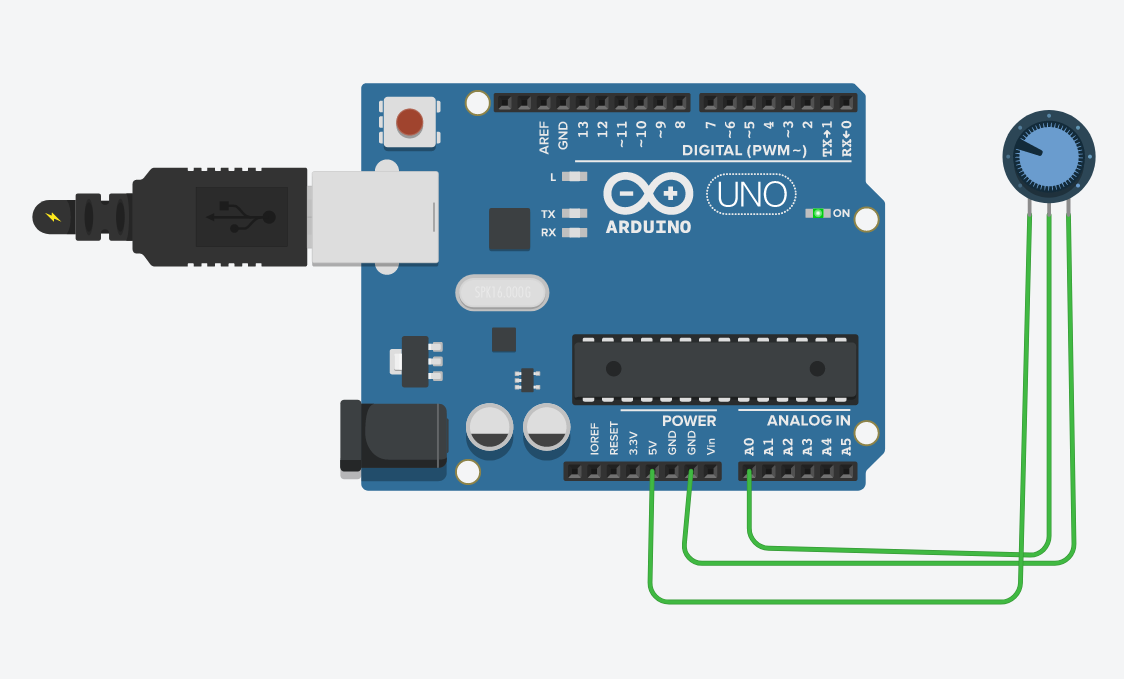 AREF
GND
13
12
~11
~10
~9
8
7
~6
~5
4
~3
2
TX→1
RX←0
DIGITAL (PWM~)
L
TX
RX
UNO
ON
ARDUINO
SPK16.000G
POWER
ANALOG IN
IOREF
RESET
3.3V
5V
GND
GND
Vin
A0
A1
A2
A3
A4
A5